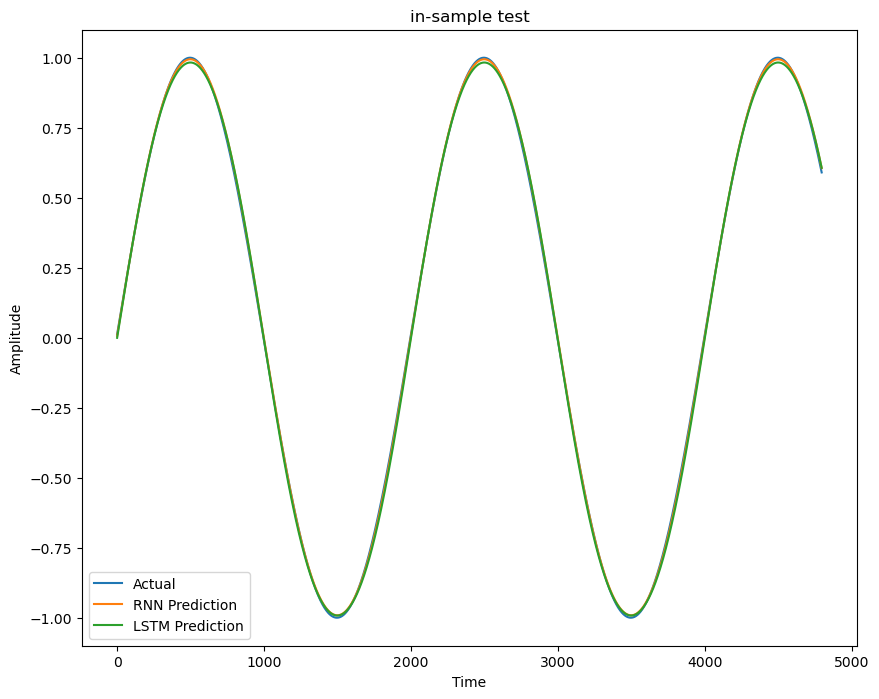 in-sample test
Amplitude
1.00
0.75
0.50
0.25
0.00
−0.25
−0.50
−0.75
−1.00
Actual
RNN Prediction
LSTM Prediction
0 1000 2000 3000 4000 5000
Time